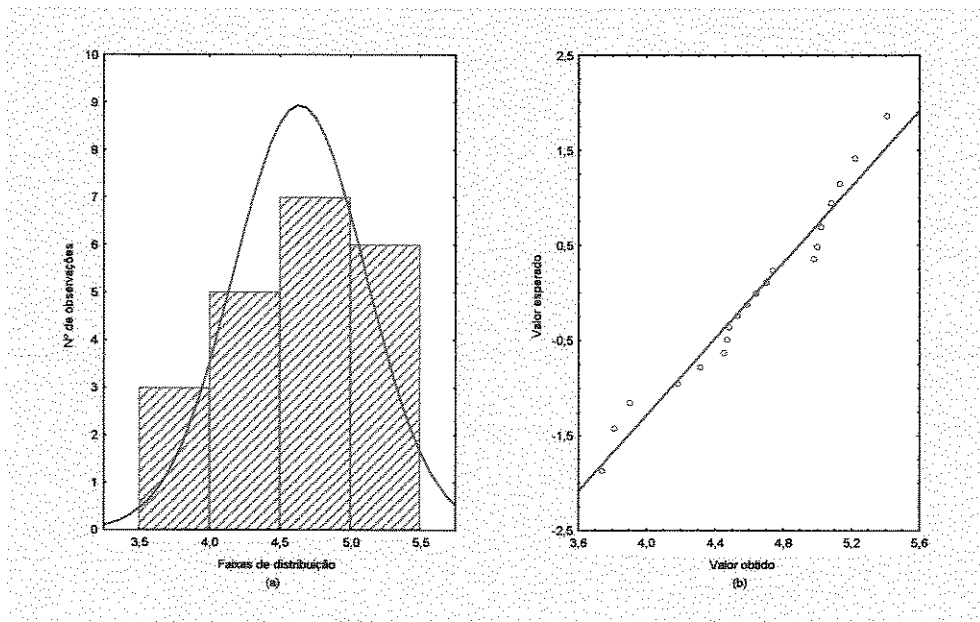 10
9
8
7
6
5
4
3
2
1
0
Nº de observações
3,5 4,0 4,5 5,0 5,5
Faixas de distribuição
(a)
2,5
1,5
0,5
-0,5
-1,5
-2,5
Valor esperado
3,6 4,0 4,4 4,8 5,2 5,6
Valor obtido
(b)